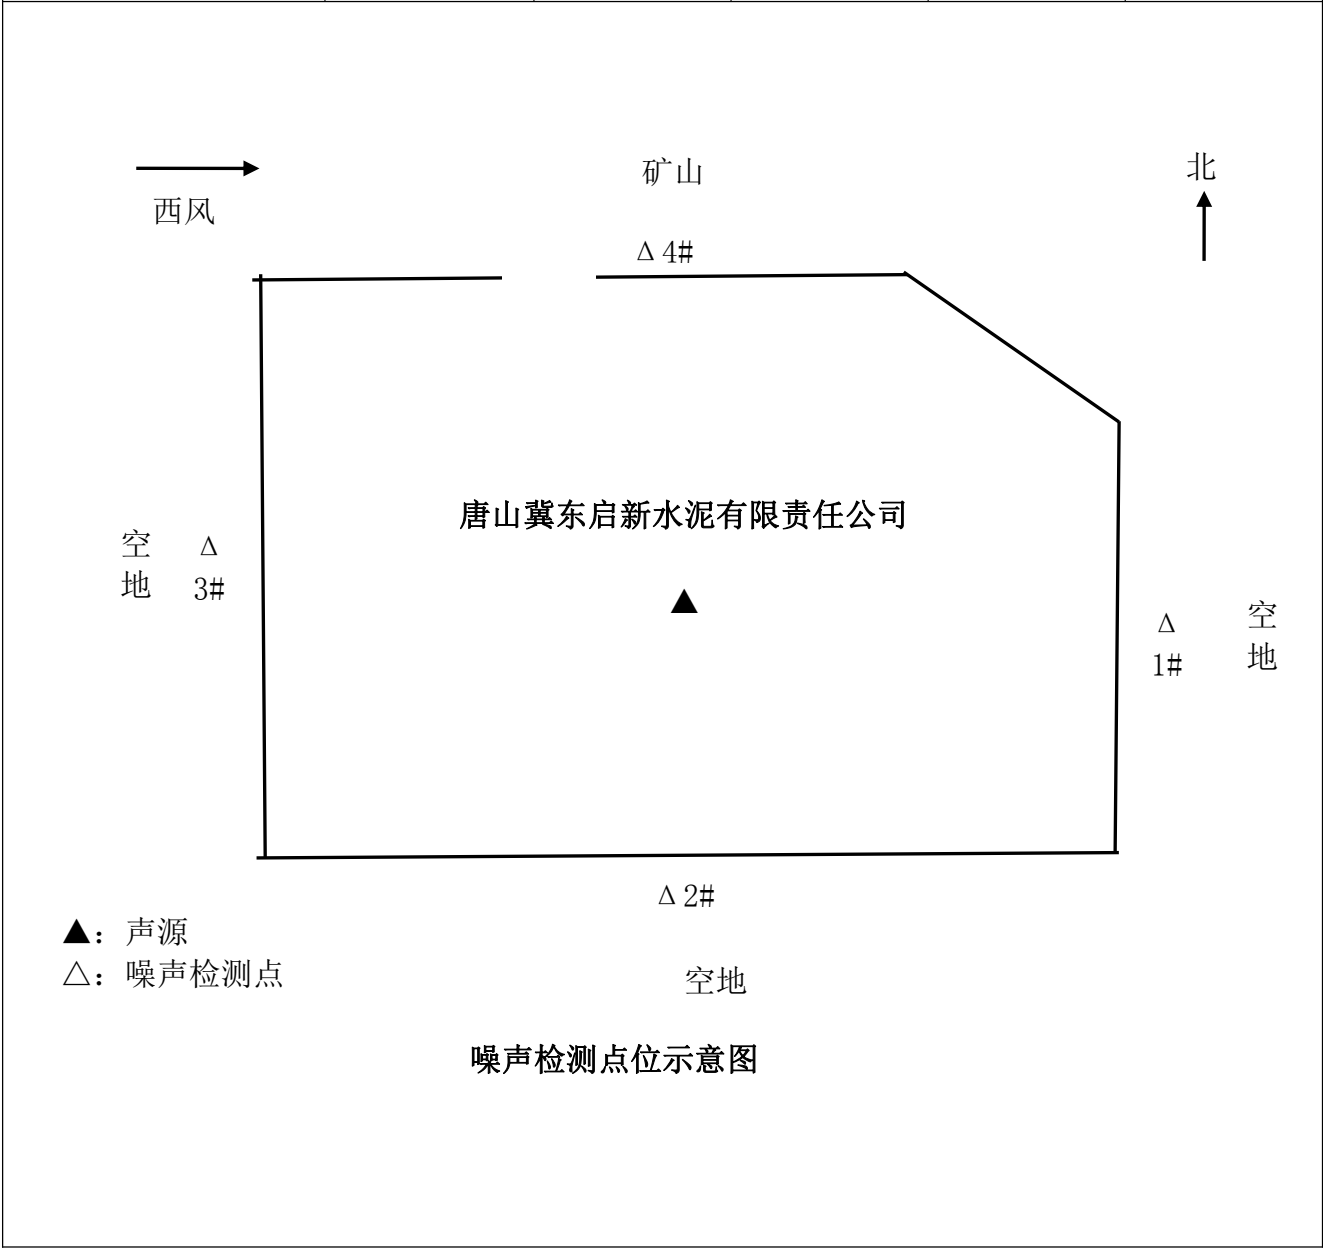 矿山
北
西风
Δ 4#
唐山冀东启新水泥有限责任公司
空
地
Δ
3#
▲
Δ
1#
空
地
Δ 2#
▲：声源
△：噪声检测点
空地
噪声检测点位示意图